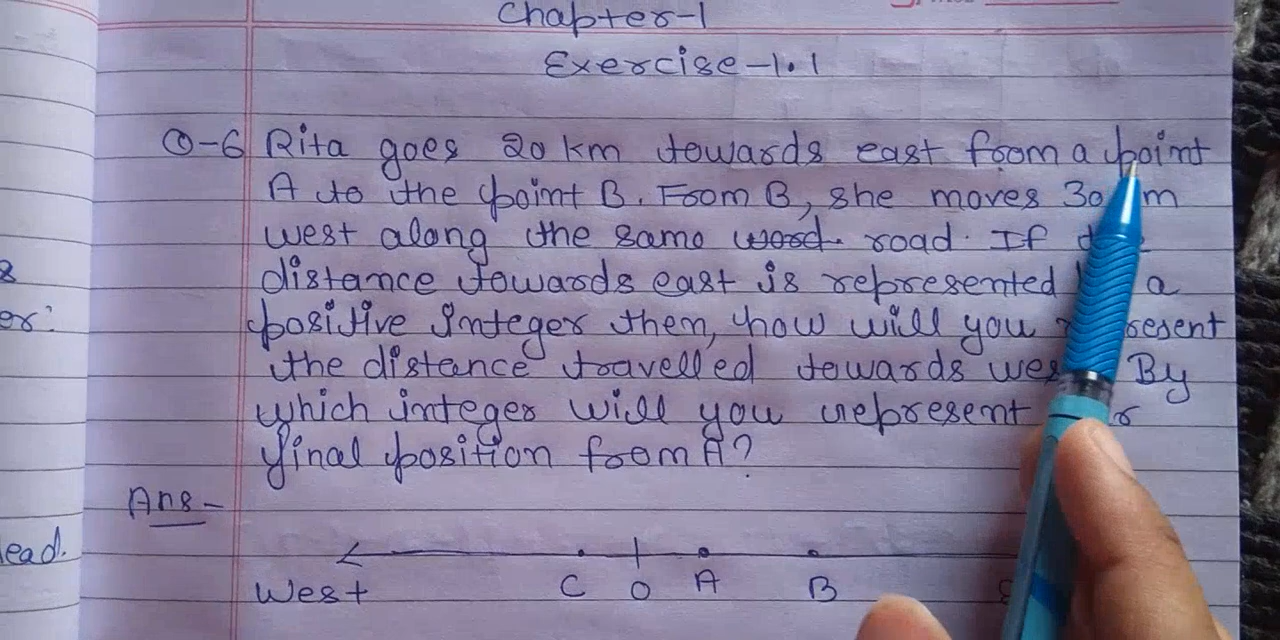 Chapter-1
Exercise-1.1
Q-6 Rita goes 20 km towards east from a point
A to the point B. From B, she moves 30 m
west along the same word. road. If
distance towards east is represented a
positive Integer then, how will you
the distance travelled towards By
which integer will you represent
final position from A?
Ans-
lead.
West C O A B